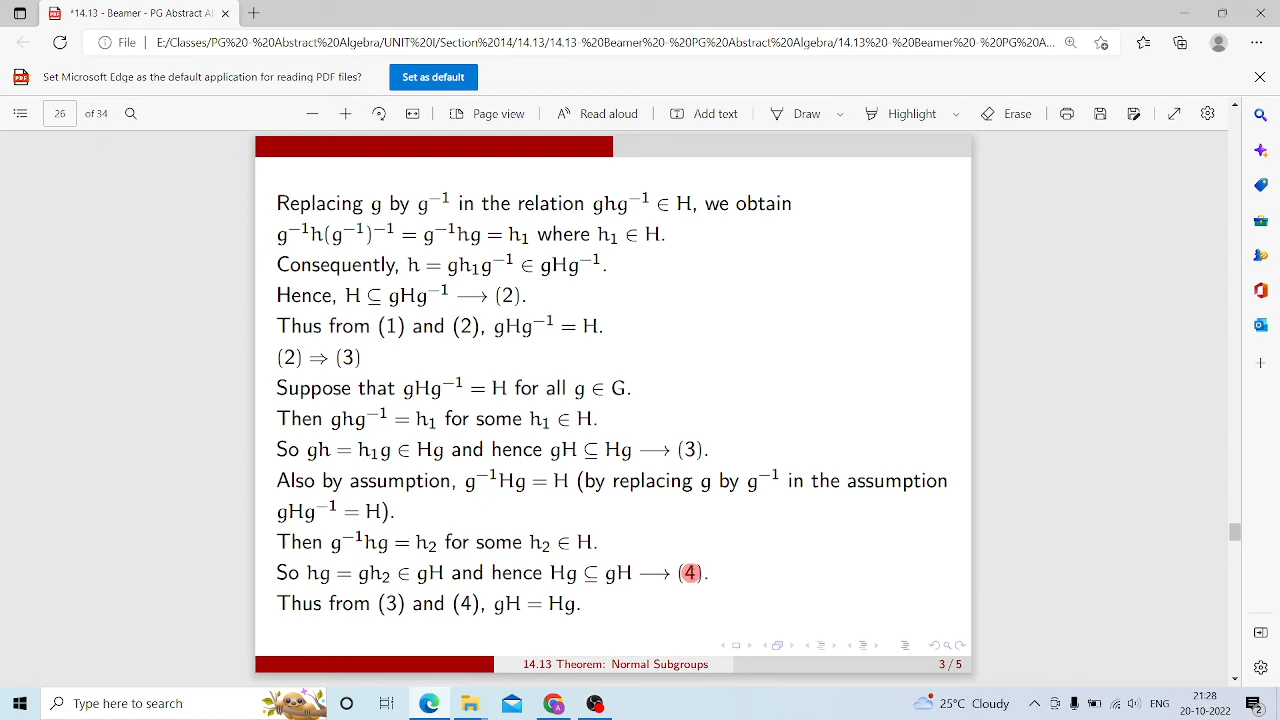 *14.13 - Beamer - PG Abstract Al
File
E:/Classes/PG%20-%20Abstract%20Algebra/UNIT%20I/Section%2014/14.13/14.13%20-%20Beamer%20-%20PG%20Abstract%20Algebra/14.13%20-%20Beamer%20-%20PG%20A...
Set Microsoft Edge as the default application for reading PDF files?
Set as default
26 of 34
Page view
Read aloud
Add text
Draw
Highlight
Erase
Replacing g by g⁻¹ in the relation ghg⁻¹ ∈ H, we obtain
g⁻¹h(g⁻¹)⁻¹ = g⁻¹hg = h₁ where h₁ ∈ H.
Consequently, h = gh₁g⁻¹ ∈ gHg⁻¹.
Hence, H ⊆ gHg⁻¹ ⟶ (2).
Thus from (1) and (2), gHg⁻¹ = H.
(2) ⇒ (3)
Suppose that gHg⁻¹ = H for all g ∈ G.
Then ghg⁻¹ = h₁ for some h₁ ∈ H.
So gh = h₁g ∈ Hg and hence gH ⊆ Hg ⟶ (3).
Also by assumption, g⁻¹Hg = H (by replacing g by g⁻¹ in the assumption
gHg⁻¹ = H).
Then g⁻¹hg = h₂ for some h₂ ∈ H.
So hg = gh₂ ∈ gH and hence Hg ⊆ gH ⟶ (4).
Thus from (3) and (4), gH = Hg.
14.13 Theorem: Normal Subgroups
3 / 5
Type here to search
25°C Cloudy
ENG
21:28
20-10-2022
2